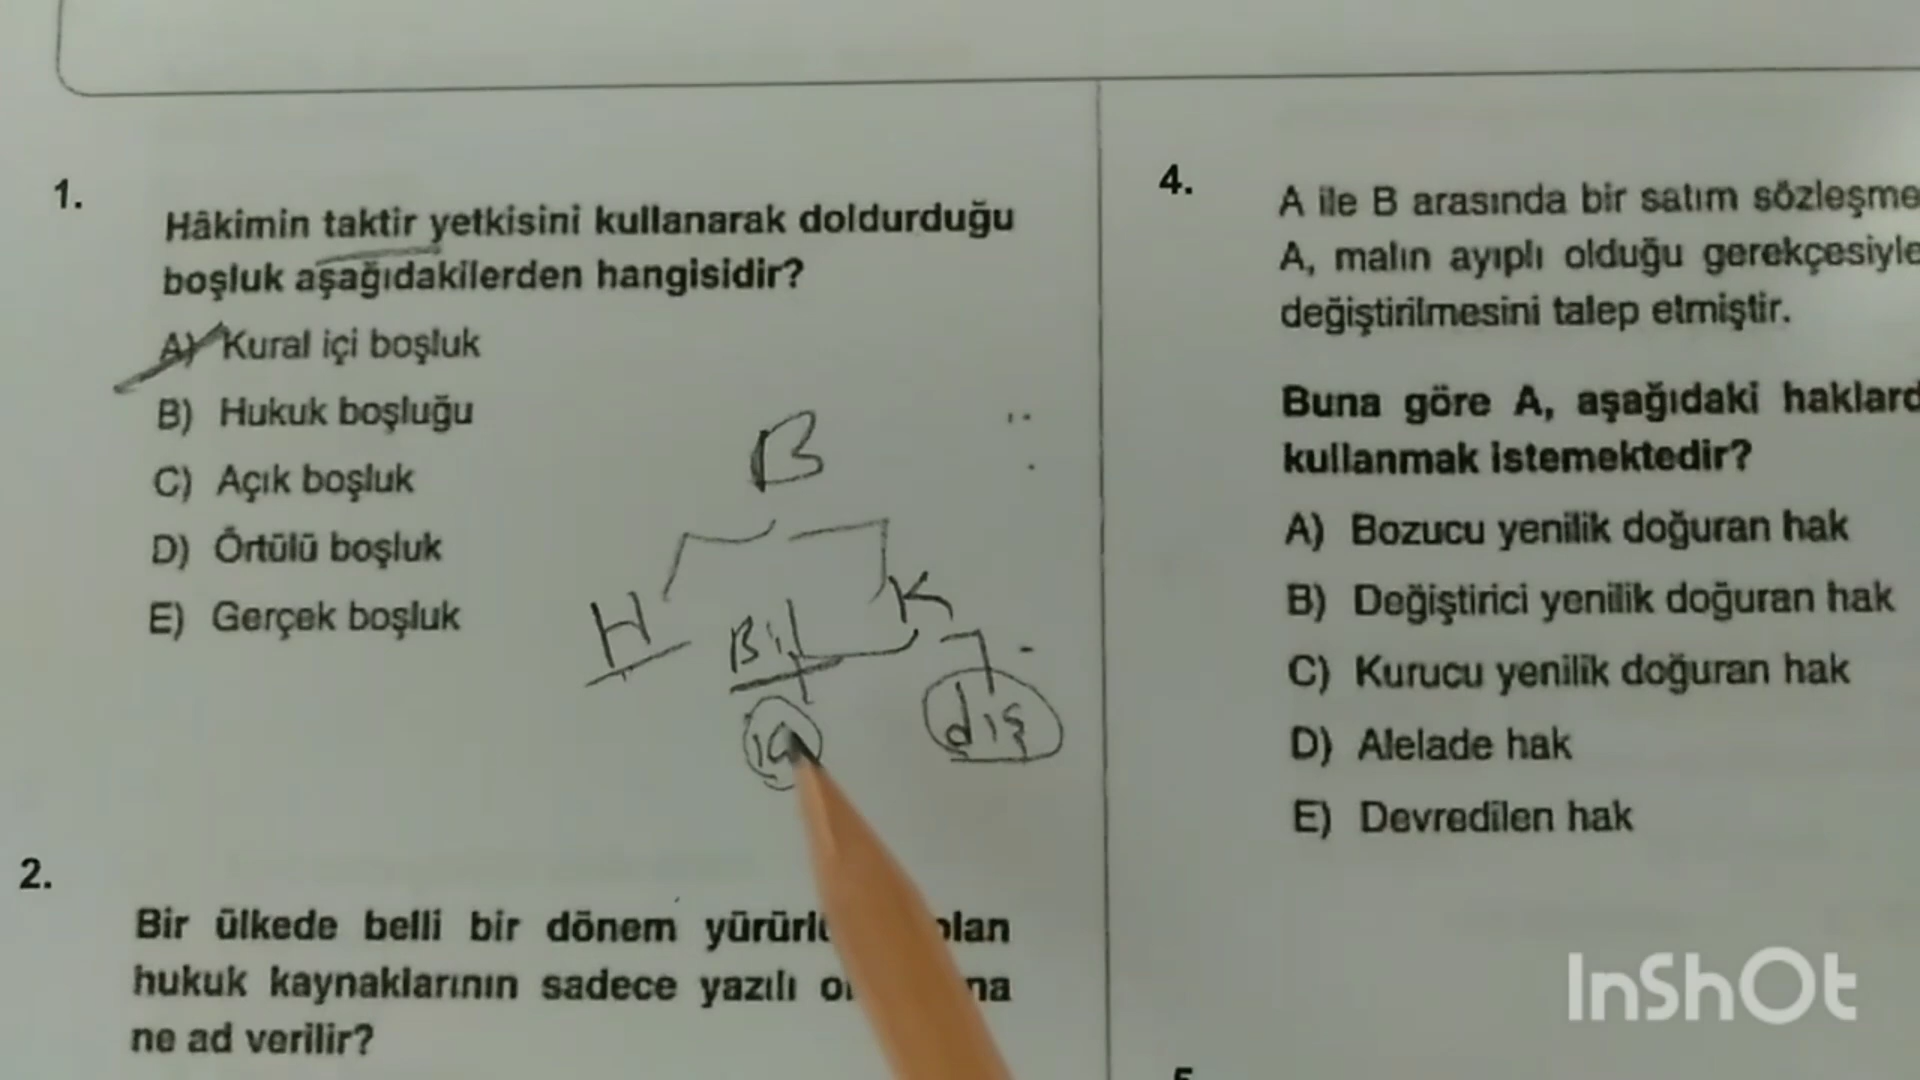 1.
Hâkimin taktir yetkisini kullanarak doldurduğu
boşluk aşağıdakilerden hangisidir?
A) Kural içi boşluk
B) Hukuk boşluğu
C) Açık boşluk
D) Örtülü boşluk
E) Gerçek boşluk
B
H
K
Bil
iç
dış
2.
Bir ülkede belli bir dönem olan
hukuk kaynaklarının sadece yazılı
ne ad verilir?
4.
A ile B arasında bir satım sözleşme
A, malın ayıplı olduğu gerekçesiyle
değiştirilmesini talep etmiştir.
Buna göre A, aşağıdaki haklard
kullanmak istemektedir?
A) Bozucu yenilik doğuran hak
B) Değiştirici yenilik doğuran hak
C) Kurucu yenilik doğuran hak
D) Alelade hak
E) Devredilen hak
InShOt